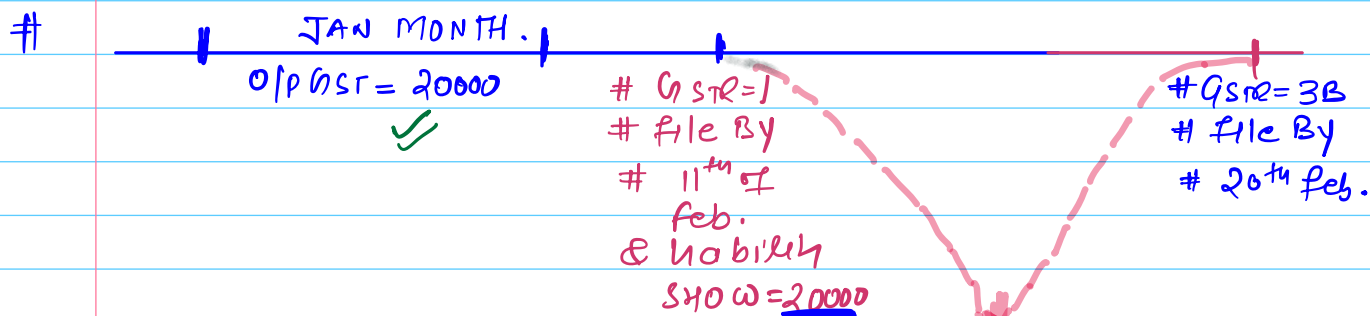 #
JAN MONTH.
O/P GST = 20000
# GSTR=1
# File By
# 11th of
feb.
& liability
SHOW=20000
#GSTR=3B
# File By
# 20th feb.